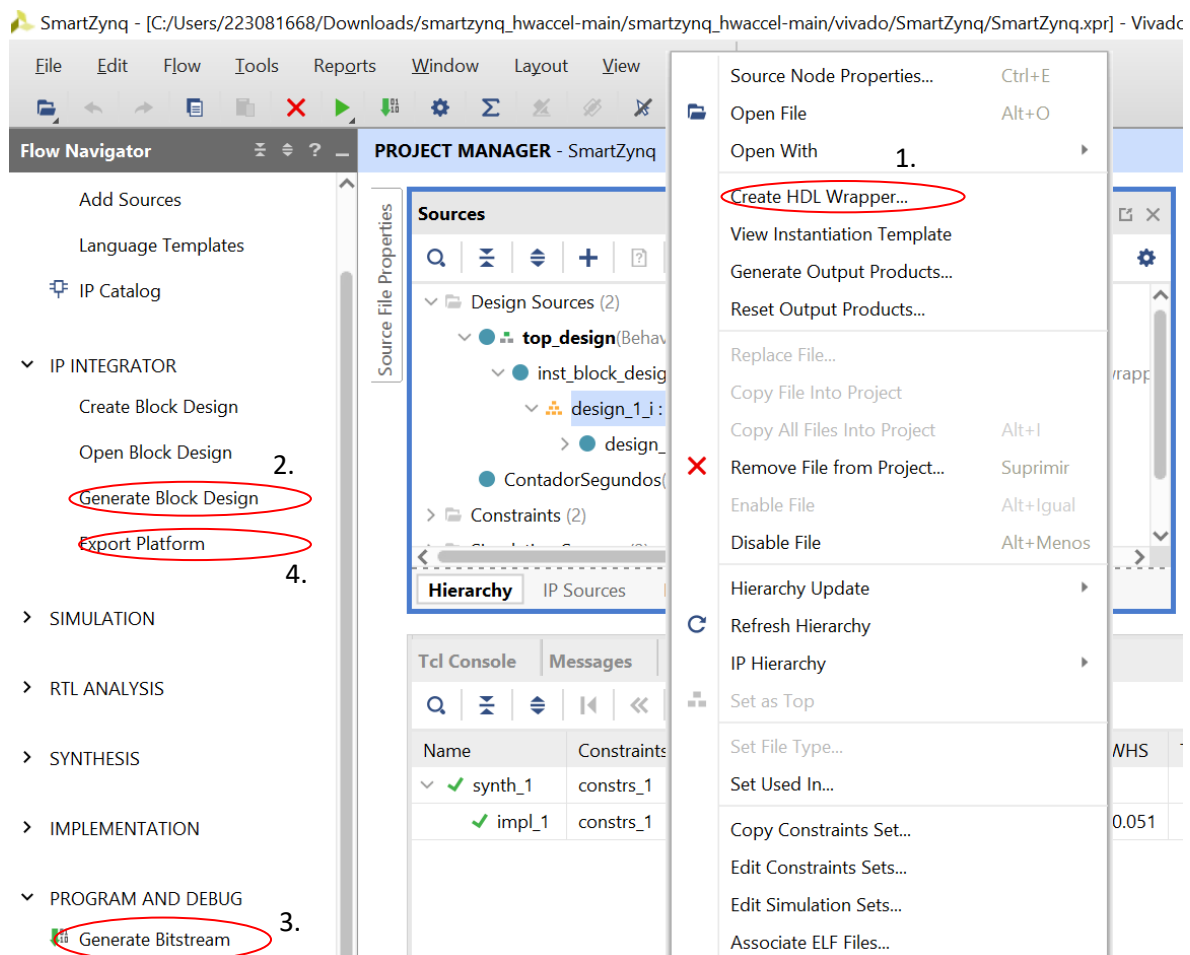 SmartZynq - [C:/Users/223081668/Downloads/smartzynq_hwaccel-main/smartzynq_hwaccel-main/vivado/SmartZynq/SmartZynq.xpr] - Vivado
File Edit Flow Tools Reports Window Layout View
Flow Navigator
Add Sources
Language Templates
IP Catalog
IP INTEGRATOR
Create Block Design
Open Block Design
2.
Generate Block Design
Export Platform
4.
SIMULATION
RTL ANALYSIS
SYNTHESIS
IMPLEMENTATION
PROGRAM AND DEBUG
3.
Generate Bitstream
PROJECT MANAGER - SmartZynq
Source File Properties
Sources
Design Sources (2)
top_design(Behav
inst_block_desig
design_1_i :
design_
ContadorSegundos(
Constraints (2)
Hierarchy IP Sources
Tcl Console Messages
Name Constraints WHS
synth_1 constrs_1
impl_1 constrs_1 0.051
Source Node Properties... Ctrl+E
Open File Alt+O
Open With
1.
Create HDL Wrapper...
View Instantiation Template
Generate Output Products...
Reset Output Products...
Replace File...
Copy File Into Project
Copy All Files Into Project Alt+I
Remove File from Project... Suprimir
Enable File Alt+Igual
Disable File Alt+Menos
Hierarchy Update
Refresh Hierarchy
IP Hierarchy
Set as Top
Set File Type...
Set Used In...
Copy Constraints Set...
Edit Constraints Sets...
Edit Simulation Sets...
Associate ELF Files...